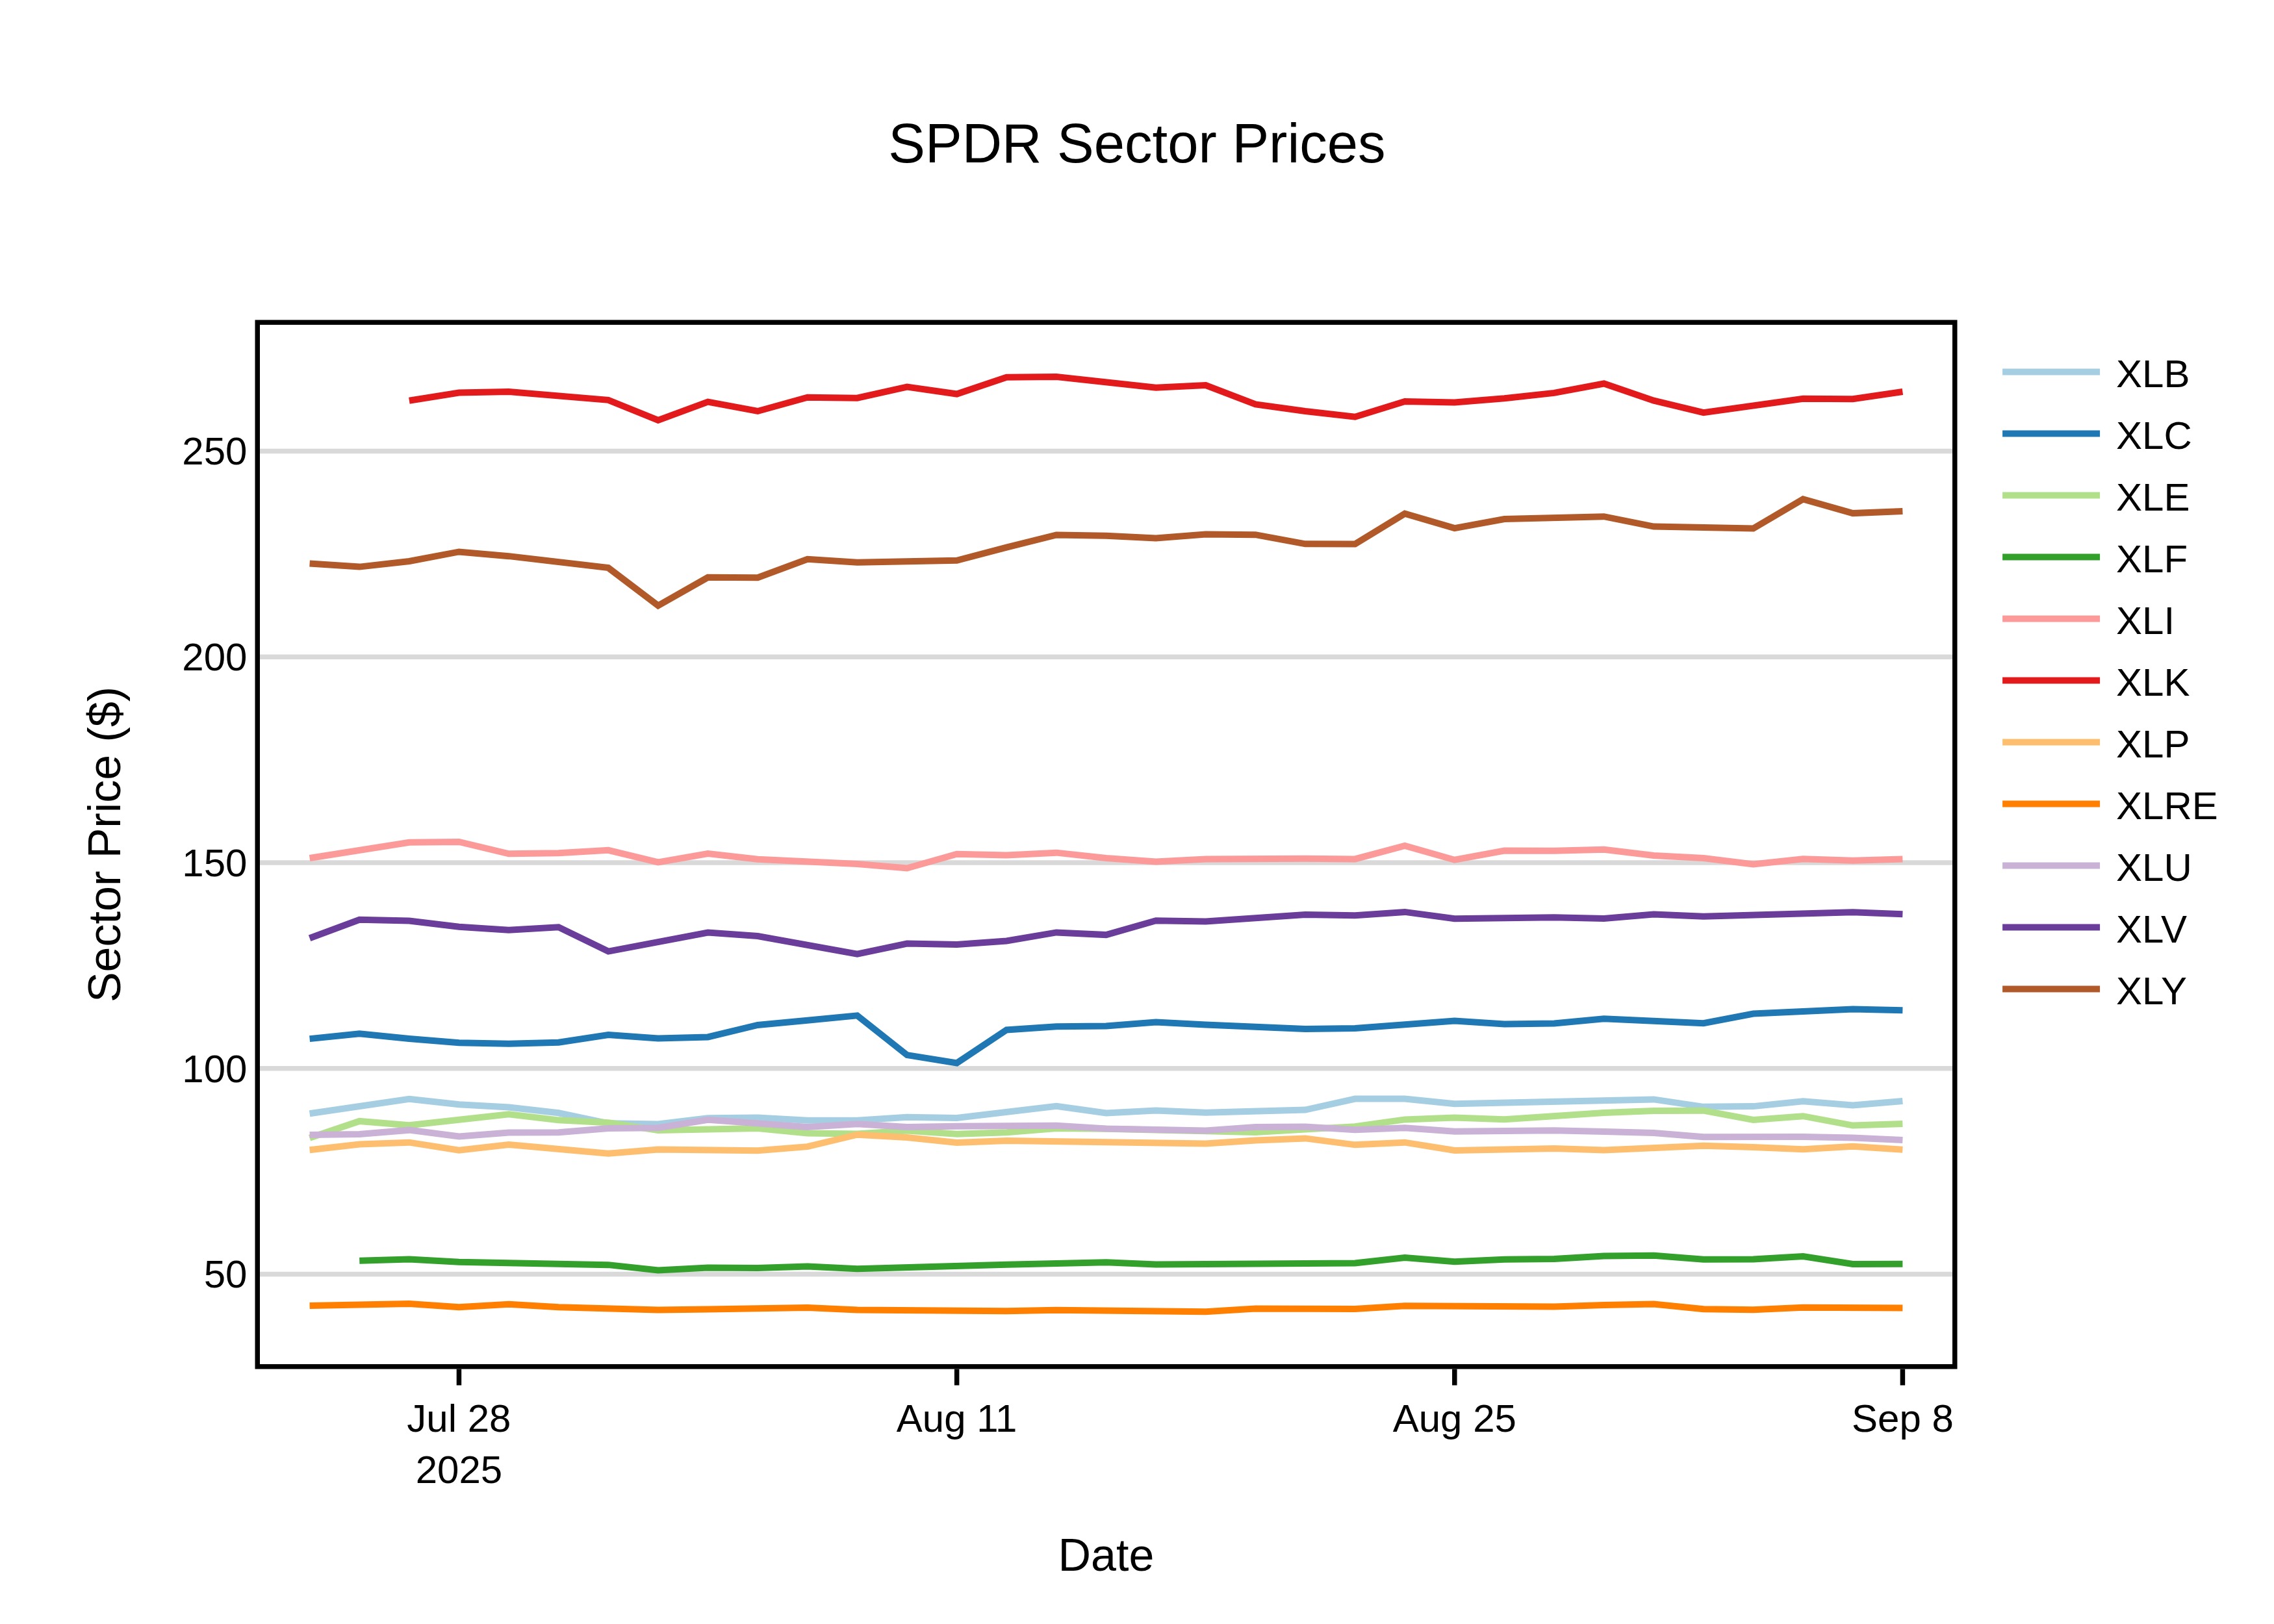 SPDR Sector Prices
Sector Price ($)
250
200
150
100
50
Jul 28
2025
Aug 11
Aug 25
Sep 8
Date
XLB
XLC
XLE
XLF
XLI
XLK
XLP
XLRE
XLU
XLV
XLY